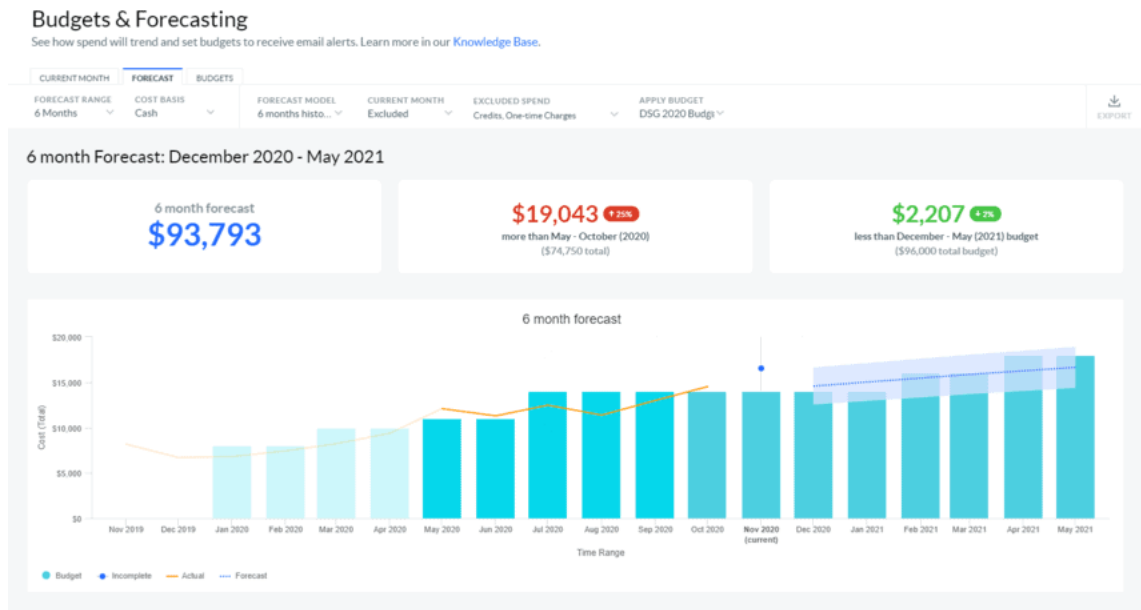 Budgets & Forecasting
See how spend will trend and set budgets to receive email alerts. Learn more in our Knowledge Base.
CURRENT MONTH FORECAST BUDGETS
FORECAST RANGE COST BASIS FORECAST MODEL CURRENT MONTH EXCLUDED SPEND APPLY BUDGET
6 Months Cash 6 months histo... Excluded Credits, One-time Charges DSG 2020 Budgt
EXPORT
6 month Forecast: December 2020 - May 2021
6 month forecast
$93,793
$19,043 25%
more than May - October (2020)
($74,750 total)
$2,207 2%
less than December - May (2021) budget
($96,000 total budget)
6 month forecast
$20,000
$15,000
$10,000
$5,000
$0
Cost (Total)
Nov 2019 Dec 2019 Jan 2020 Feb 2020 Mar 2020 Apr 2020 May 2020 Jun 2020 Jul 2020 Aug 2020 Sep 2020 Oct 2020 Nov 2020 Dec 2020 Jan 2021 Feb 2021 Mar 2021 Apr 2021 May 2021
(current)
Time Range
Budget Incomplete Actual Forecast